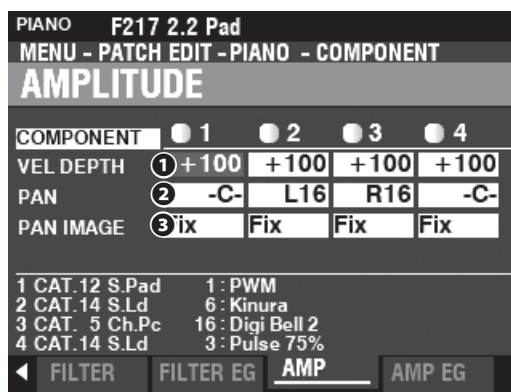 PIANO F217 2.2 Pad
MENU - PATCH EDIT - PIANO - COMPONENT
AMPLITUDE
COMPONENT 1 2 3 4
VEL DEPTH 1 +100 +100 +100 +100
PAN 2 -C- L16 R16 -C-
PAN IMAGE 3 Fix Fix Fix Fix
1 CAT.12 S.Pad 1 : PWM
2 CAT.14 S.Ld 6 : Kinura
3 CAT. 5 Ch.Pc 16 : Digi Bell 2
4 CAT.14 S.Ld 3 : Pulse 75%
FILTER FILTER EG AMP AMP EG